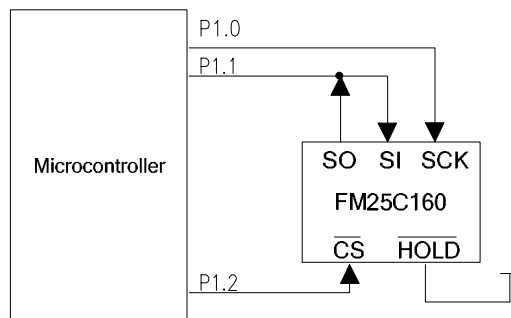 P1.0
P1.1
SO SI SCK
Microcontroller
FM25C160
CS HOLD
P1.2